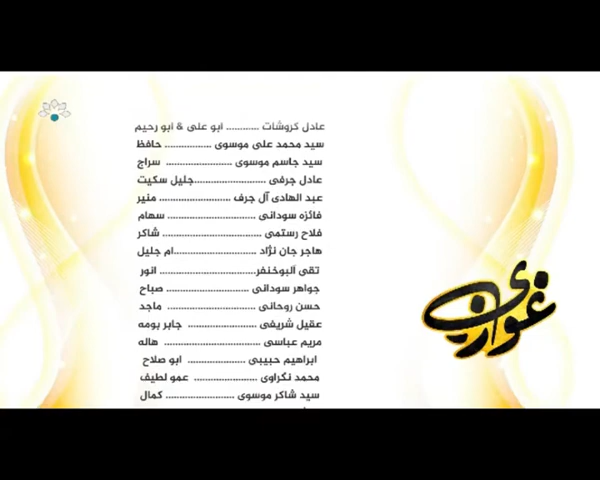 عادل کروشات ............ ابو علی & ابو رحیم
سید محمد علی موسوی ................. حافظ
سید جاسم موسوی ........................ سراج
عادل جرفی ..........................جلیل سکیت
عبد الهادی آل جرف .......................... منیر
فائزه سودانی ................................ سهام
فلاح رستمی .................................... شاکر
هاجر جان نژاد ..............................ام جلیل
تقی آلبوخنفر................................... انور
جواهر سودانی ............................... صباح
حسن روحانی ................................ ماجد
عقیل شریفی ......................... جابر بومه
مریم عباسی ................................... هاله
ابراهیم حبیبی ..................... ابو صلاح
محمد نگراوی ....................... عمو لطیف
سید شاکر موسوی ......................... کمال